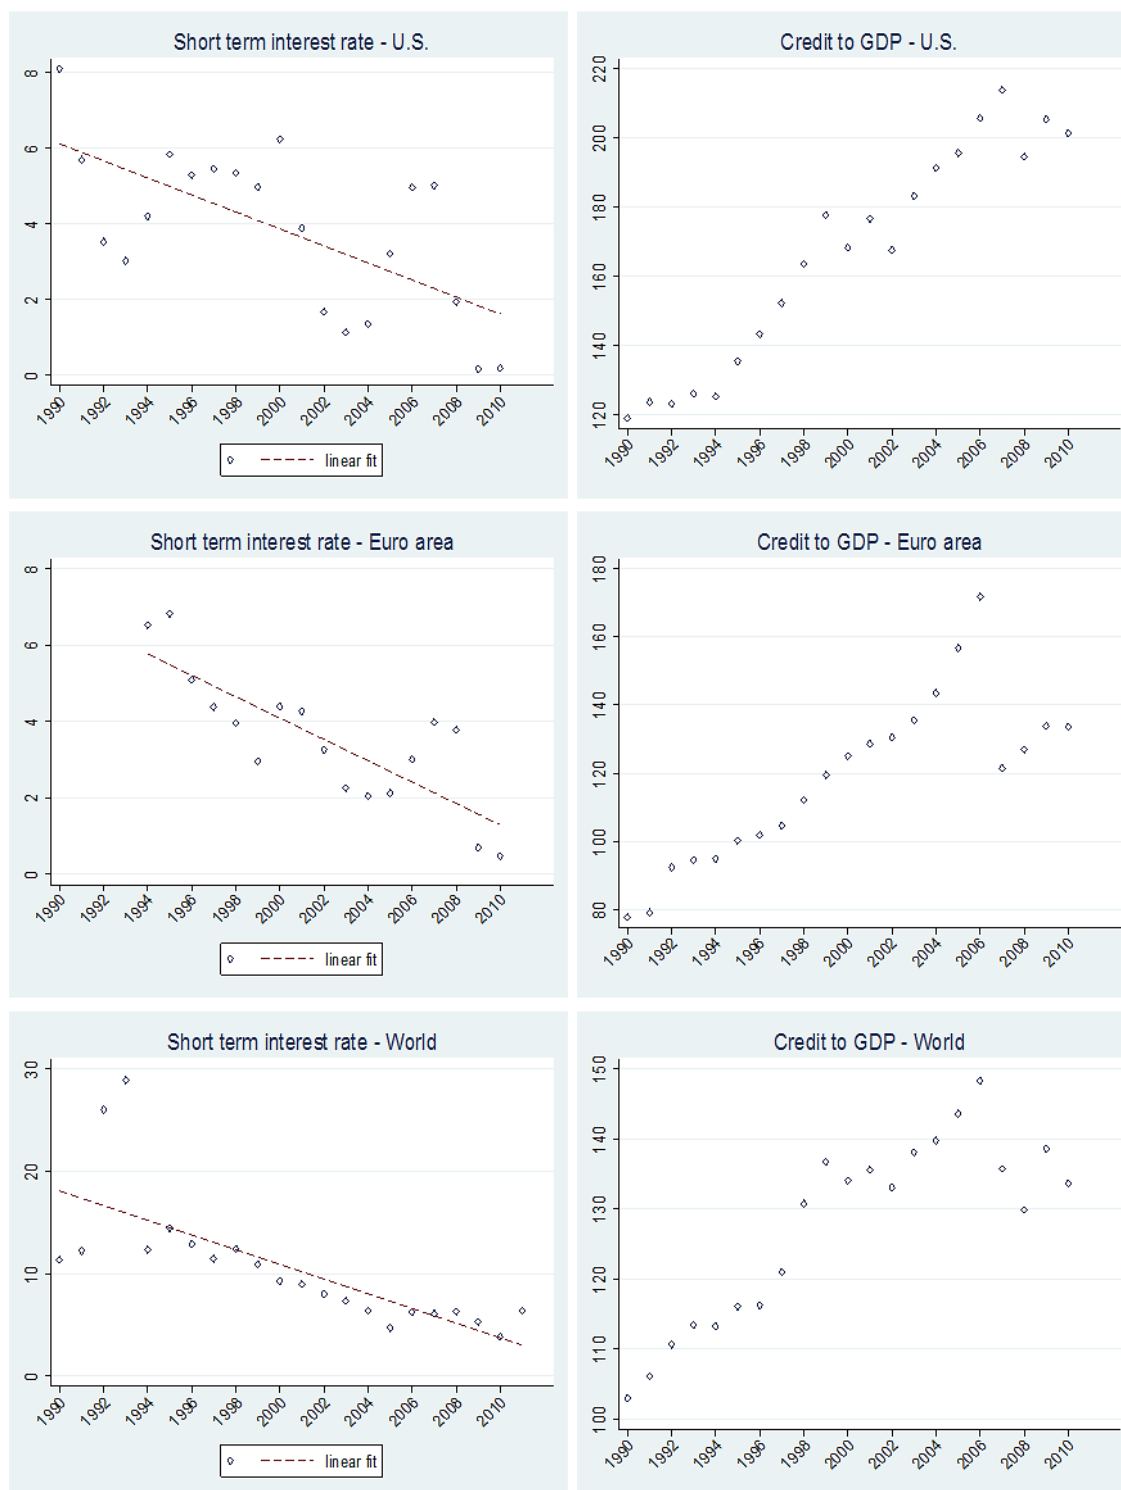 Short term interest rate - U.S.
8
6
4
2
0
1990 1992 1994 1996 1998 2000 2002 2004 2006 2008 2010
linear fit
Credit to GDP - U.S.
220
200
180
160
140
120
1990 1992 1994 1996 1998 2000 2002 2004 2006 2008 2010
Short term interest rate - Euro area
8
6
4
2
0
1990 1992 1994 1996 1998 2000 2002 2004 2006 2008 2010
linear fit
Credit to GDP - Euro area
180
160
140
120
100
80
1990 1992 1994 1996 1998 2000 2002 2004 2006 2008 2010
Short term interest rate - World
30
20
10
0
1990 1992 1994 1996 1998 2000 2002 2004 2006 2008 2010
linear fit
Credit to GDP - World
150
140
130
120
110
100
1990 1992 1994 1996 1998 2000 2002 2004 2006 2008 2010